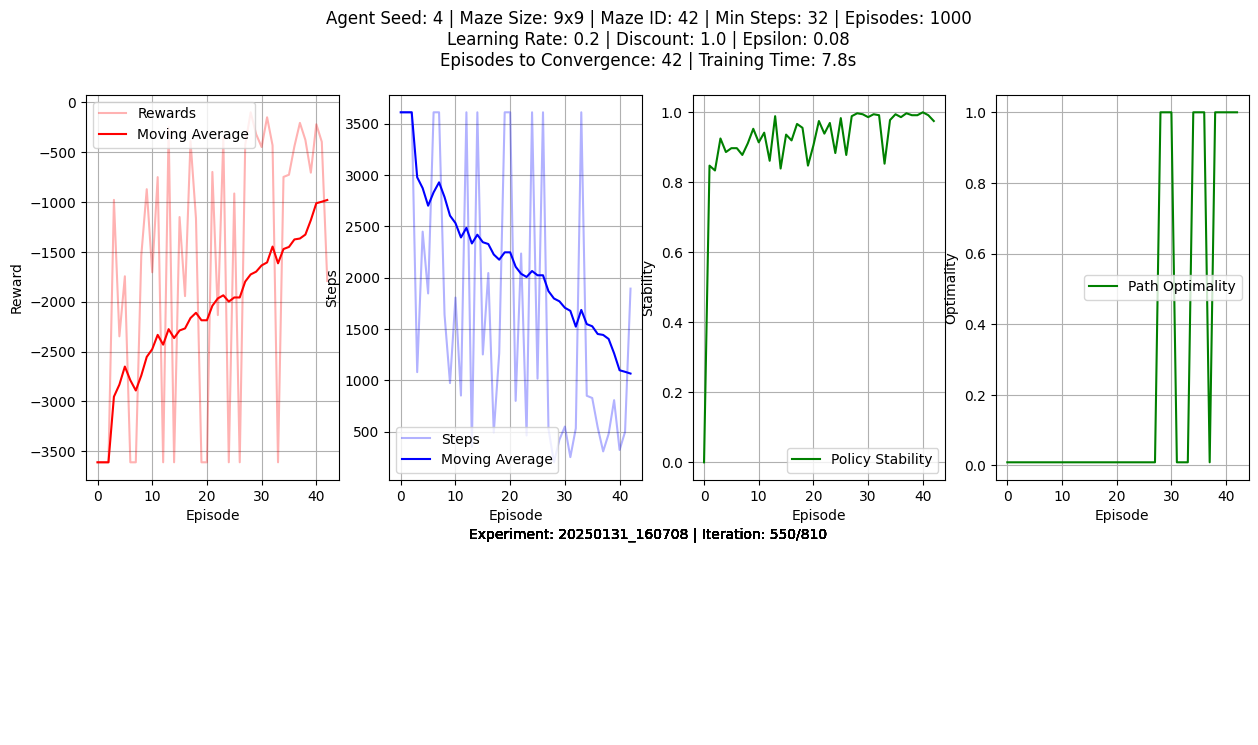 Agent Seed: 4 | Maze Size: 9x9 | Maze ID: 42 | Min Steps: 32 | Episodes: 1000
Learning Rate: 0.2 | Discount: 1.0 | Epsilon: 0.08
Episodes to Convergence: 42 | Training Time: 7.8s
Reward
0
−500
−1000
−1500
−2000
−2500
−3000
−3500
Rewards
Moving Average
0 10 20 30 40
Episode
Steps
3500
3000
2500
2000
1500
1000
500
Steps
Moving Average
0 10 20 30 40
Episode
Stability
1.0
0.8
0.6
0.4
0.2
0.0
Policy Stability
0 10 20 30 40
Episode
Optimality
1.0
0.8
0.6
0.4
0.2
0.0
Path Optimality
0 10 20 30 40
Episode
Experiment: 20250131_160708 | Iteration: 550/810